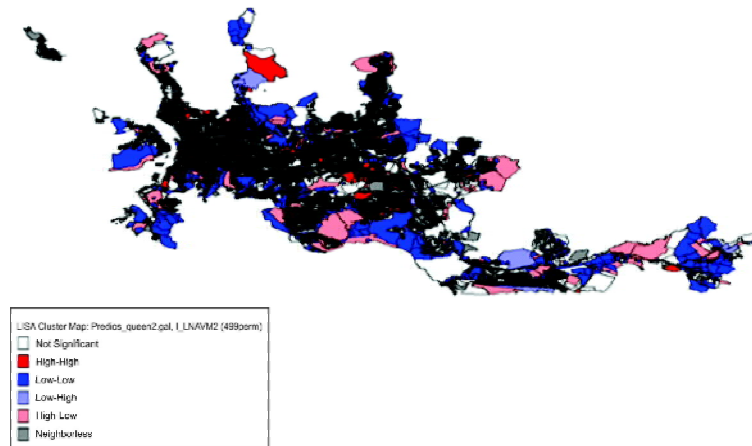 LISA Cluster Map: Predios_queen2.gal, I_LNAVM2 (499perm)
Not Significant
High-High
Low-Low
Low-High
High-Low
Neighborless